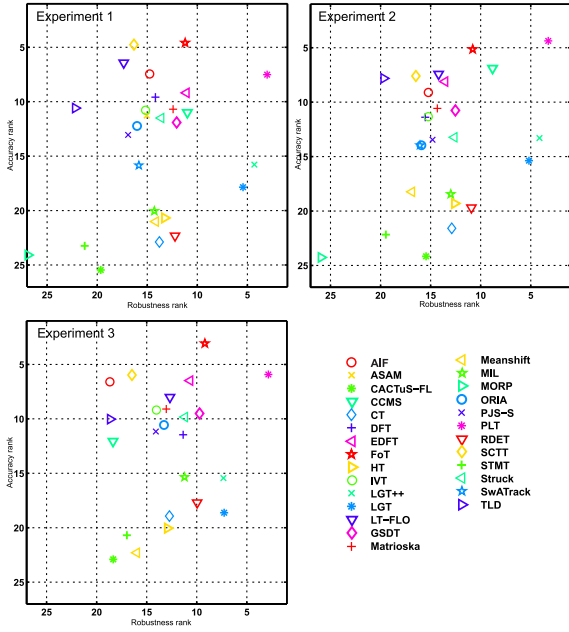 Experiment 1
Accuracy rank
5
10
15
20
25
25
20
15
10
5
Robustness rank
Experiment 2
Accuracy rank
5
10
15
20
25
25
20
15
10
5
Robustness rank
Experiment 3
Accuracy rank
5
10
15
20
25
25
20
15
10
5
Robustness rank
AIF
ASAM
CACTuS−FL
CCMS
CT
DFT
EDFT
FoT
HT
IVT
LGT++
LGT
LT−FLO
GSDT
Matrioska
Meanshift
MIL
MORP
ORIA
PJS−S
PLT
RDET
SCTT
STMT
Struck
SwATrack
TLD